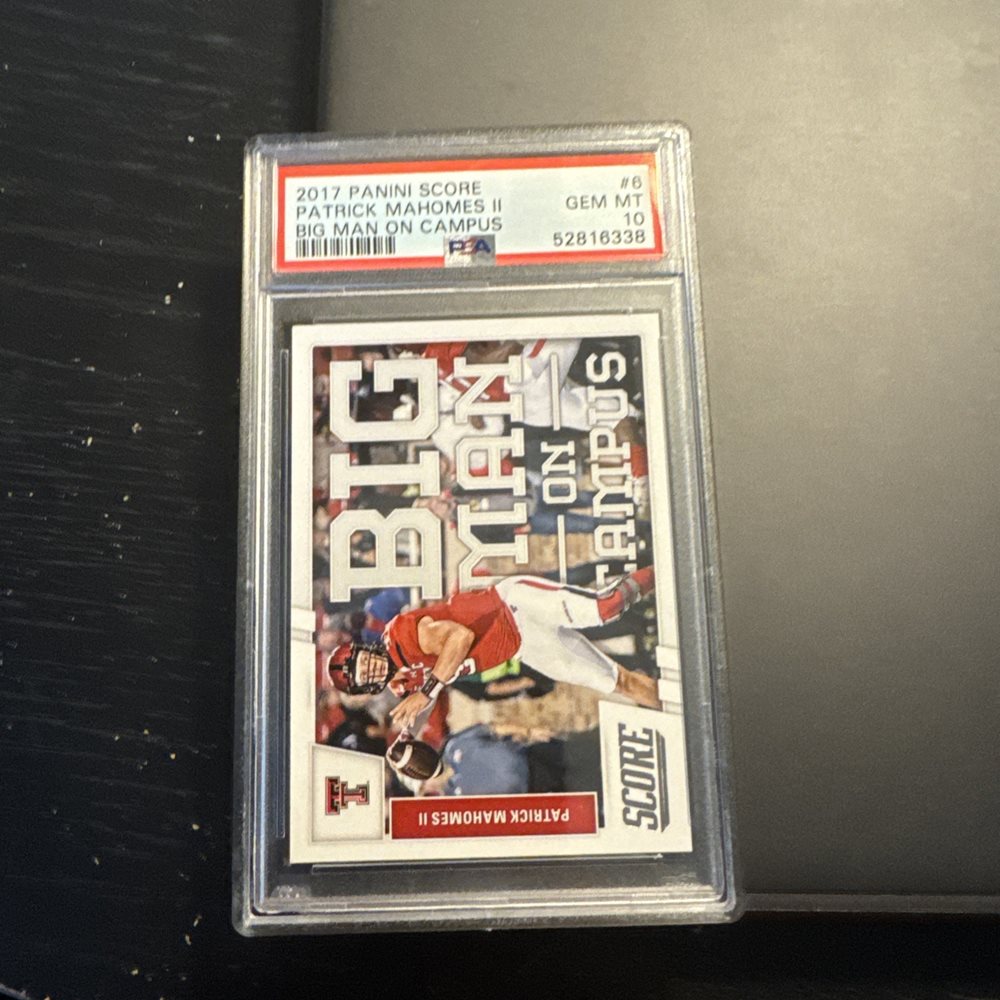 2017 PANINI SCORE #6
PATRICK MAHOMES II GEM MT
BIG MAN ON CAMPUS 10
PSA 52816338
BIG
MAN
ON
CAMPUS
PATRICK MAHOMES II
SCORE